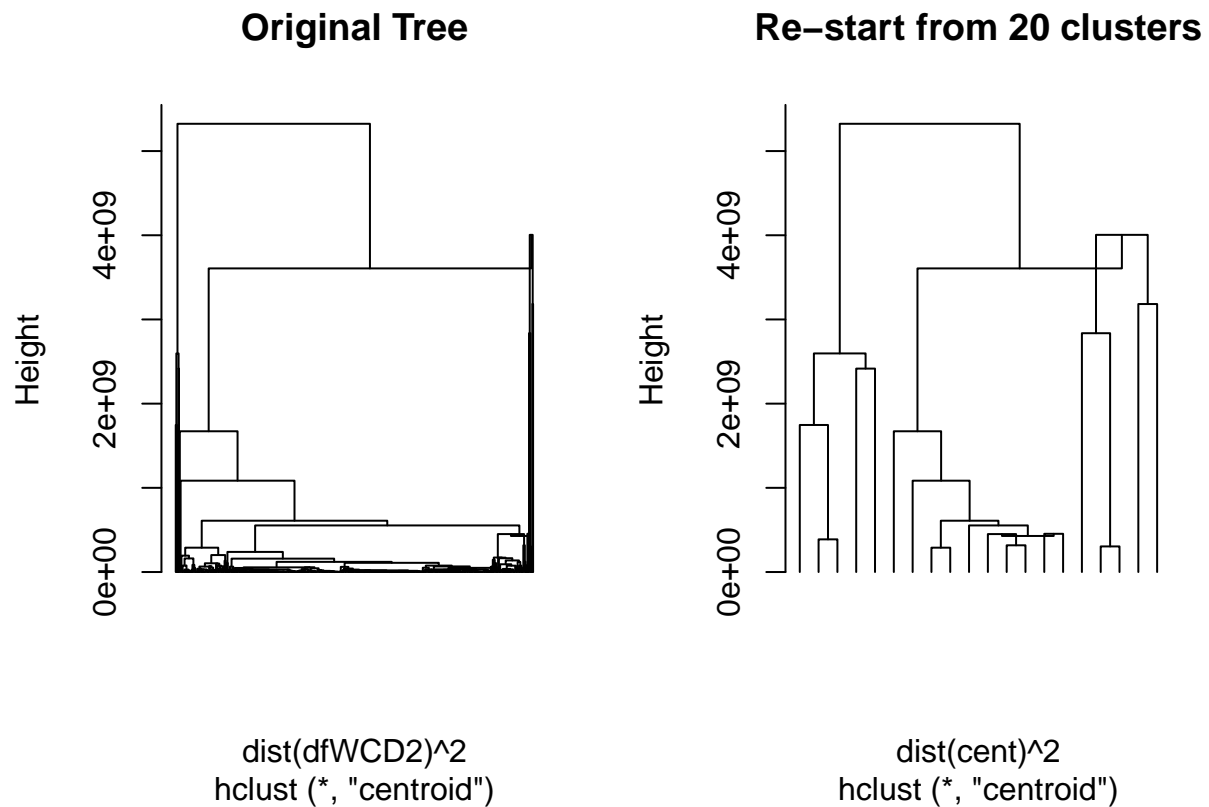 Original Tree
Height
0e+00
2e+09
4e+09
dist(dfWCD2)^2
hclust (*, "centroid")
Re−start from 20 clusters
Height
0e+00
2e+09
4e+09
dist(cent)^2
hclust (*, "centroid")